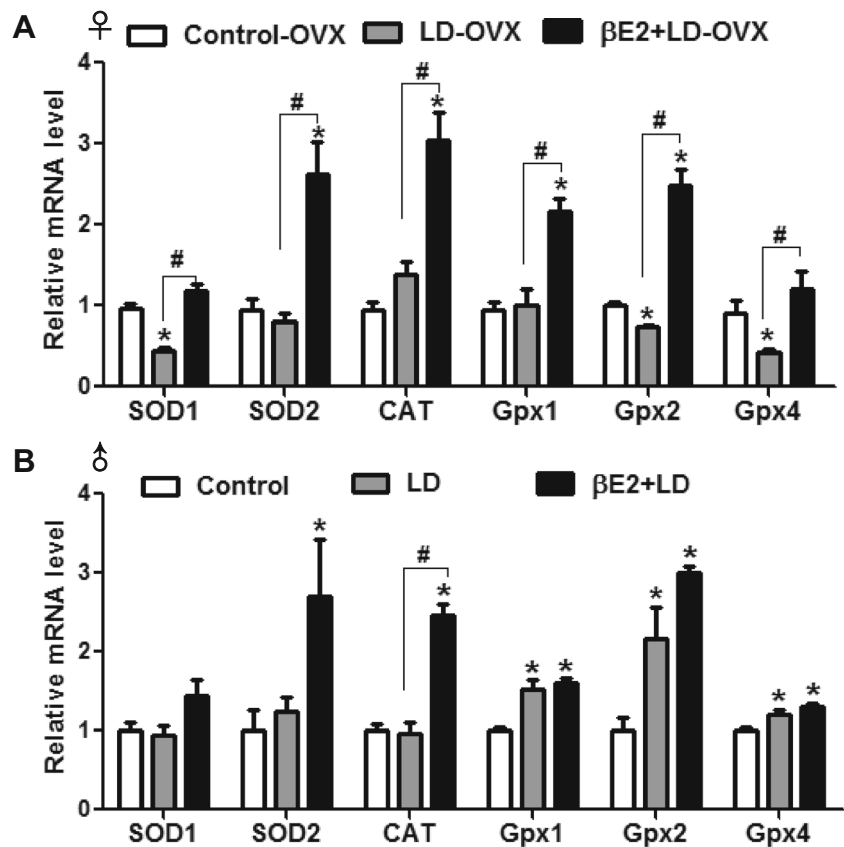 A ♀ Control-OVX LD-OVX βE2+LD-OVX
Relative mRNA level
4
3
2
1
0
# # # # # #
* * * * * * * *
SOD1 SOD2 CAT Gpx1 Gpx2 Gpx4
B ♂ Control LD βE2+LD
Relative mRNA level
4
3
2
1
0
#
* * * * * * * *
SOD1 SOD2 CAT Gpx1 Gpx2 Gpx4